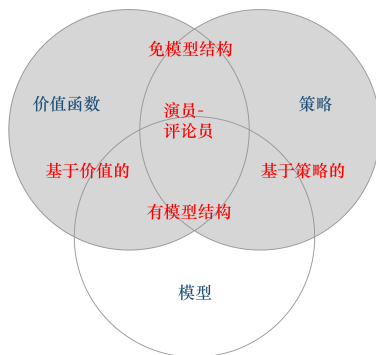 免模型结构
价值函数
策略
演员-
评论员
基于价值的
基于策略的
有模型结构
模型